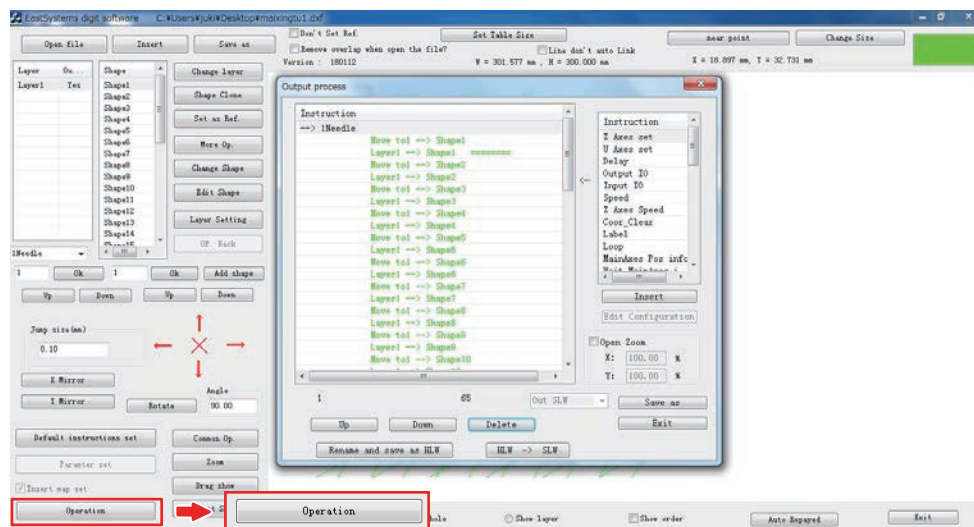 EastSystems digit software C:¥Users¥juki¥Desktop¥maixingtu1.dxf
Open file Insert Save as
Don't Set Ref.
Remove overlap when open the file?
Set Table Size
Line don't auto Link
near point Change Size
Version : 180112 W = 301.577 mm , H = 300.000 mm X = 18.897 mm, Y = 32.731 mm
Layer Ou...
Layer1 Yes
Shape
Shape1
Shape2
Shape3
Shape4
Shape5
Shape6
Shape7
Shape8
Shape9
Shape10
Shape11
Shape12
Shape13
Shape14
Change layer
Shape Clone
Set as Ref.
More Op.
Change Shape
Edit Shape
Layer Setting
OP. Back
1Needle
1 Ok 1 Ok Add shape
Up Down Up Down
Jump size(mm)
0.10
X Mirror
Y Mirror
Rotate
Angle
90.00
Default instructions set Common Op.
Parameter set Zoom
Insert map set Drag show
Operation
Operation
Output process
Instruction
--> 1Needle
Move to1 --> Shape1
Layer1 --> Shape1 ========
Move to1 --> Shape2
Layer1 --> Shape2
Move to1 --> Shape3
Layer1 --> Shape3
Move to1 --> Shape4
Layer1 --> Shape4
Move to1 --> Shape5
Layer1 --> Shape5
Move to1 --> Shape6
Layer1 --> Shape6
Move to1 --> Shape7
Layer1 --> Shape7
Move to1 --> Shape8
Layer1 --> Shape8
Move to1 --> Shape9
Layer1 --> Shape9
Move to1 --> Shape10
<--
Instruction
Z Axes set
U Axes set
Delay
Output IO
Input IO
Speed
Z Axes Speed
Coor_Clear
Label
Loop
MainAxes Pos info
Insert
Edit Configuration
Open Zoom
X: 100.00 %
Y: 100.00 %
1 65 Out SLW Save as
Up Down Delete Exit
Rename and save as HLW HLW -> SLW
hole Show layer Show order Auto Expayed Exit